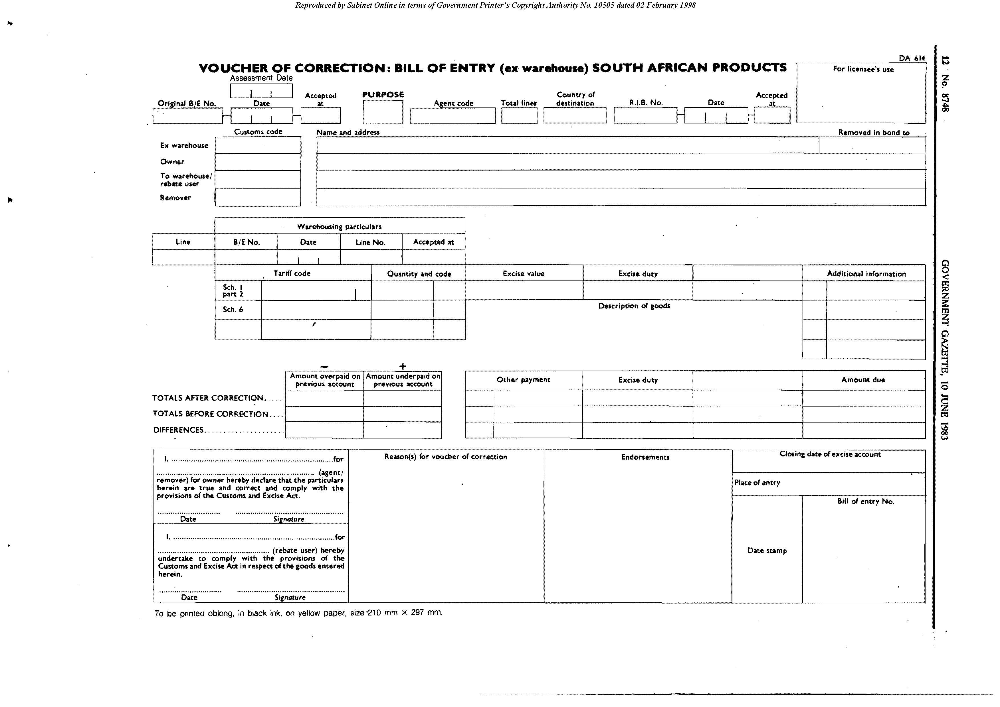 Reproduced by Sabinet Online in terms of Government Printer's Copyright Authority No. 10505 dated 02 February 1998
12 No. 8748
GOVERNMENT GAZETTE, 10 JUNE 1983
DA 614
VOUCHER OF CORRECTION: BILL OF ENTRY (ex warehouse) SOUTH AFRICAN PRODUCTS
For licensee's use
Assessment Date
Original B/E No.
Date
Accepted at
PURPOSE
Agent code
Total lines
Country of destination
R.I.B. No.
Date
Accepted at
Customs code
Name and address
Removed in bond to
Ex warehouse
Owner
To warehouse/
rebate user
Remover
Warehousing particulars
Line B/E No. Date Line No. Accepted at
Tariff code Quantity and code Excise value Excise duty Additional information
Sch. 1
part 2
Description of goods
Sch. 6
− +
Amount overpaid on previous account
Amount underpaid on previous account
Other payment Excise duty Amount due
TOTALS AFTER CORRECTION.....
TOTALS BEFORE CORRECTION....
DIFFERENCES.....................
I, ........................................................................for
...................................................................... (agent/
remover) for owner hereby declare that the particulars
herein are true and correct and comply with the
provisions of the Customs and Excise Act.
............................ ................................................
Date Signature
I, ........................................................................for
.................................................. (rebate user) hereby
undertake to comply with the provisions of the
Customs and Excise Act in respect of the goods entered
herein.
............................ ................................................
Date Signature
Reason(s) for voucher of correction
Endorsements
Closing date of excise account
Place of entry
Bill of entry No.
Date stamp
To be printed oblong, in black ink, on yellow paper, size 210 mm × 297 mm.